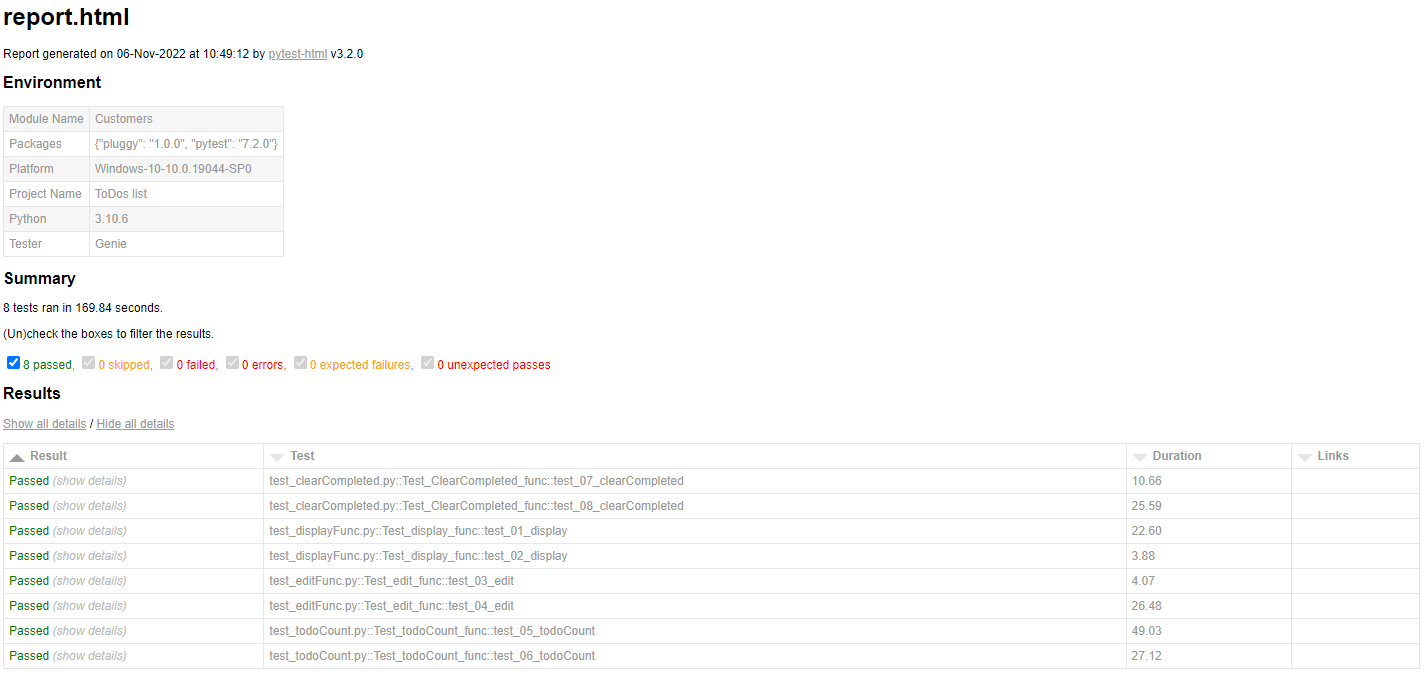 report.html
Report generated on 06-Nov-2022 at 10:49:12 by pytest-html v3.2.0
Environment
Module Name Customers
Packages {"pluggy": "1.0.0", "pytest": "7.2.0"}
Platform Windows-10-10.0.19044-SP0
Project Name ToDos list
Python 3.10.6
Tester Genie
Summary
8 tests ran in 169.84 seconds.
(Un)check the boxes to filter the results.
8 passed, 0 skipped, 0 failed, 0 errors, 0 expected failures, 0 unexpected passes
Results
Show all details / Hide all details
Result Test Duration Links
Passed (show details) test_clearCompleted.py::Test_ClearCompleted_func::test_07_clearCompleted 10.66
Passed (show details) test_clearCompleted.py::Test_ClearCompleted_func::test_08_clearCompleted 25.59
Passed (show details) test_displayFunc.py::Test_display_func::test_01_display 22.60
Passed (show details) test_displayFunc.py::Test_display_func::test_02_display 3.88
Passed (show details) test_editFunc.py::Test_edit_func::test_03_edit 4.07
Passed (show details) test_editFunc.py::Test_edit_func::test_04_edit 26.48
Passed (show details) test_todoCount.py::Test_todoCount_func::test_05_todoCount 49.03
Passed (show details) test_todoCount.py::Test_todoCount_func::test_06_todoCount 27.12